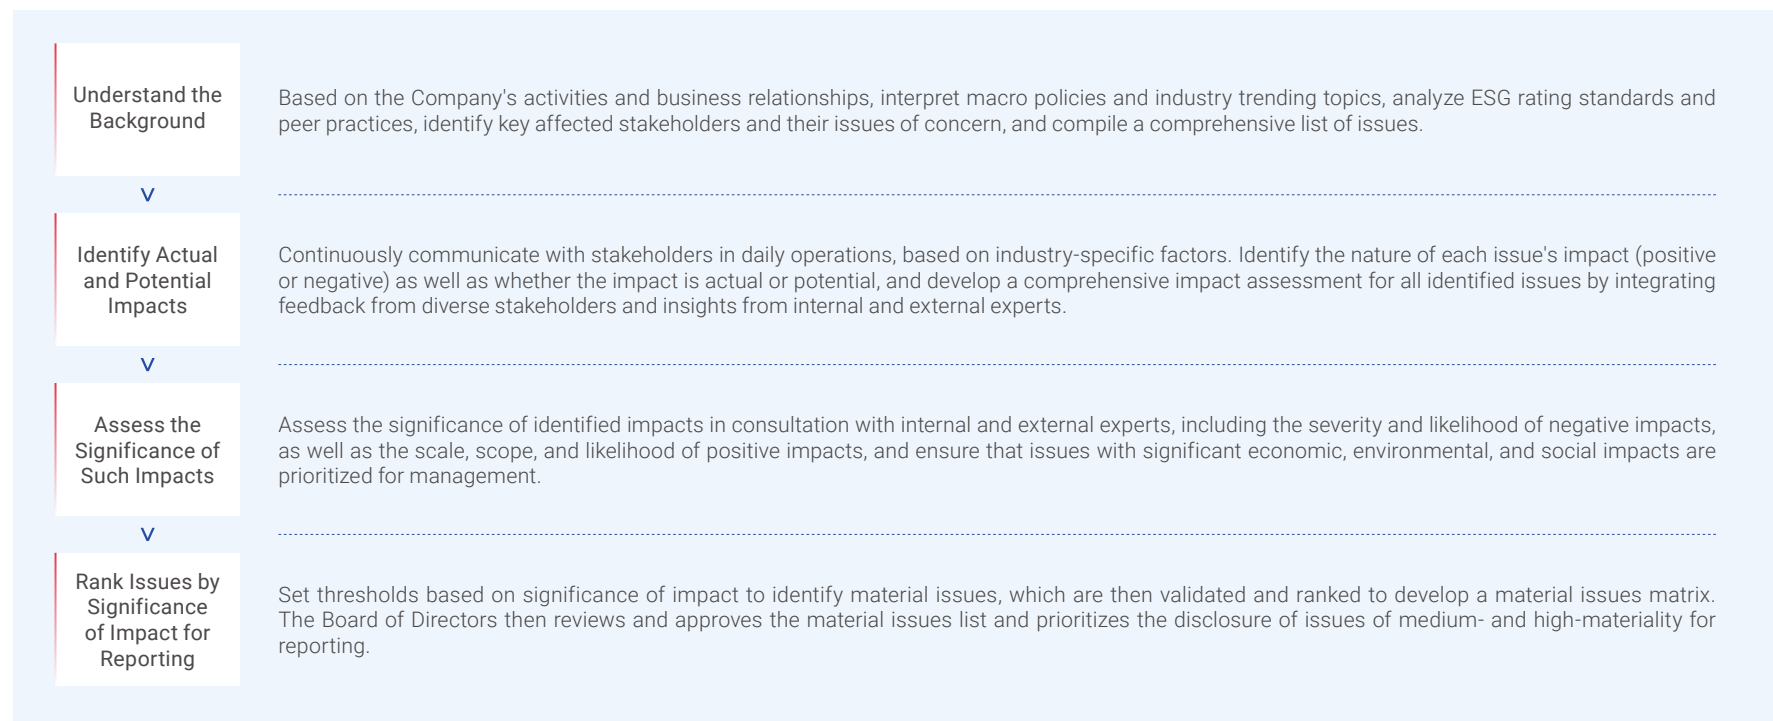 Understand the
Background
Based on the Company's activities and business relationships, interpret macro policies and industry trending topics, analyze ESG rating standards and
peer practices, identify key affected stakeholders and their issues of concern, and compile a comprehensive list of issues.
Identify Actual
and Potential
Impacts
Continuously communicate with stakeholders in daily operations, based on industry-specific factors. Identify the nature of each issue's impact (positive
or negative) as well as whether the impact is actual or potential, and develop a comprehensive impact assessment for all identified issues by integrating
feedback from diverse stakeholders and insights from internal and external experts.
Assess the
Significance of
Such Impacts
Assess the significance of identified impacts in consultation with internal and external experts, including the severity and likelihood of negative impacts,
as well as the scale, scope, and likelihood of positive impacts, and ensure that issues with significant economic, environmental, and social impacts are
prioritized for management.
Rank Issues by
Significance
of Impact for
Reporting
Set thresholds based on significance of impact to identify material issues, which are then validated and ranked to develop a material issues matrix.
The Board of Directors then reviews and approves the material issues list and prioritizes the disclosure of issues of medium- and high-materiality for
reporting.